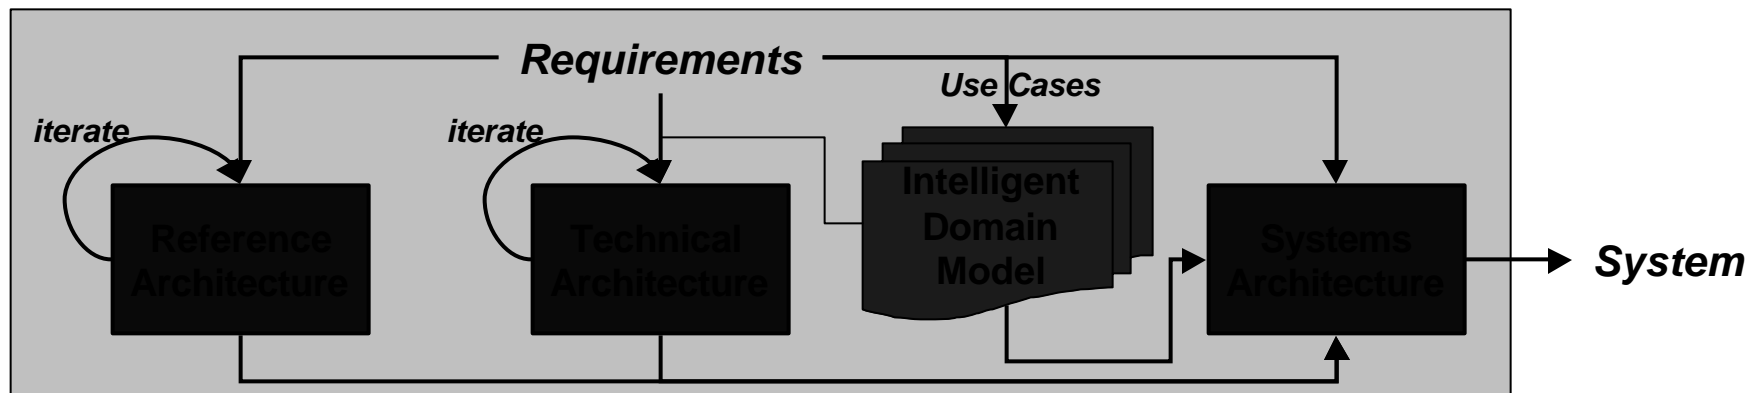 Requirements
Use Cases
iterate
iterate
Reference
Architecture
Technical
Architecture
Intelligent
Domain
Model
Systems
Architecture
System